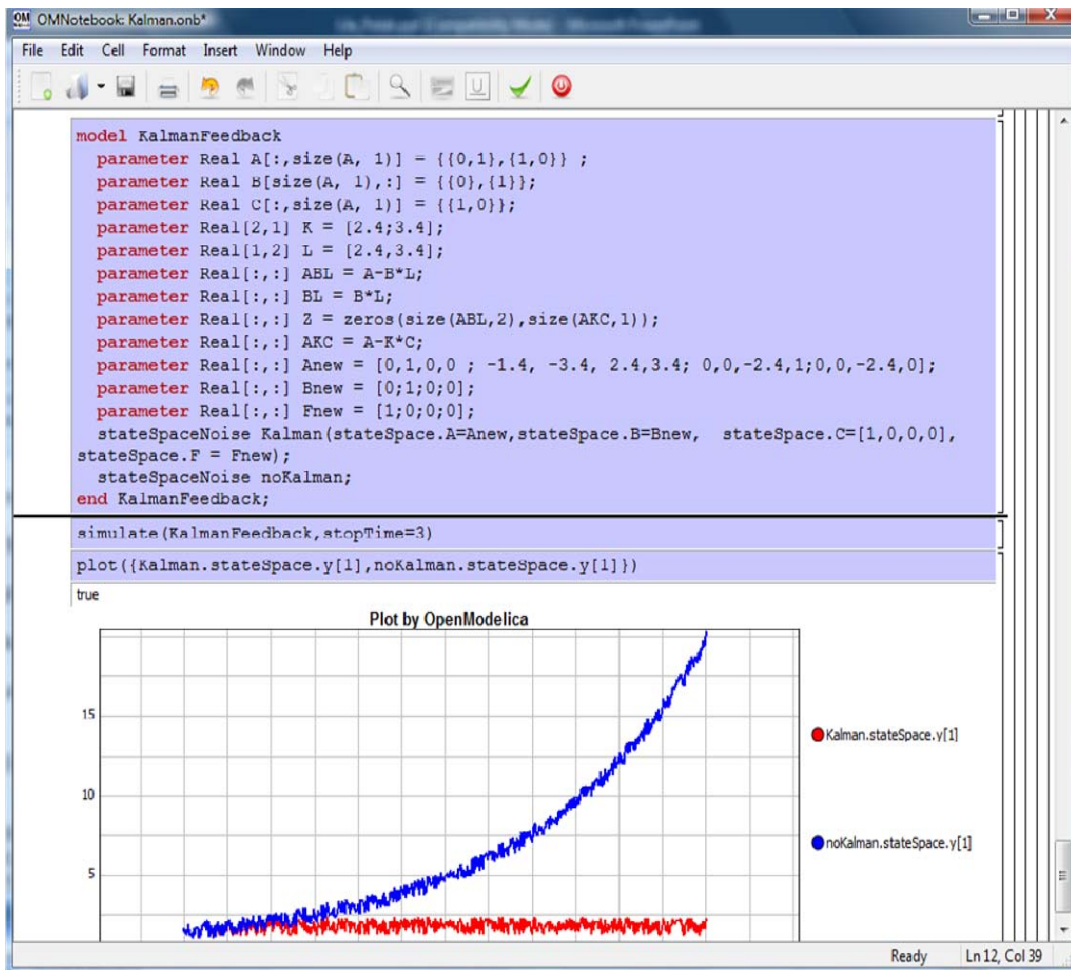 OMNotebook: Kalman.onb*
File Edit Cell Format Insert Window Help
model KalmanFeedback
parameter Real A[:,size(A, 1)] = {{0,1},{1,0}} ;
parameter Real B[size(A, 1),:] = {{0},{1}};
parameter Real C[:,size(A, 1)] = {{1,0}};
parameter Real[2,1] K = [2.4;3.4];
parameter Real[1,2] L = [2.4,3.4];
parameter Real[:,:] ABL = A-B*L;
parameter Real[:,:] BL = B*L;
parameter Real[:,:] Z = zeros(size(ABL,2),size(AKC,1));
parameter Real[:,:] AKC = A-K*C;
parameter Real[:,:] Anew = [0,1,0,0 ; -1.4, -3.4, 2.4,3.4; 0,0,-2.4,1;0,0,-2.4,0];
parameter Real[:,:] Bnew = [0;1;0;0];
parameter Real[:,:] Fnew = [1;0;0;0];
stateSpaceNoise Kalman(stateSpace.A=Anew,stateSpace.B=Bnew, stateSpace.C=[1,0,0,0],
stateSpace.F = Fnew);
stateSpaceNoise noKalman;
end KalmanFeedback;
simulate(KalmanFeedback,stopTime=3)
plot({Kalman.stateSpace.y[1],noKalman.stateSpace.y[1]})
true
Plot by OpenModelica
15
10
5
Kalman.stateSpace.y[1]
noKalman.stateSpace.y[1]
Ready Ln 12, Col 39